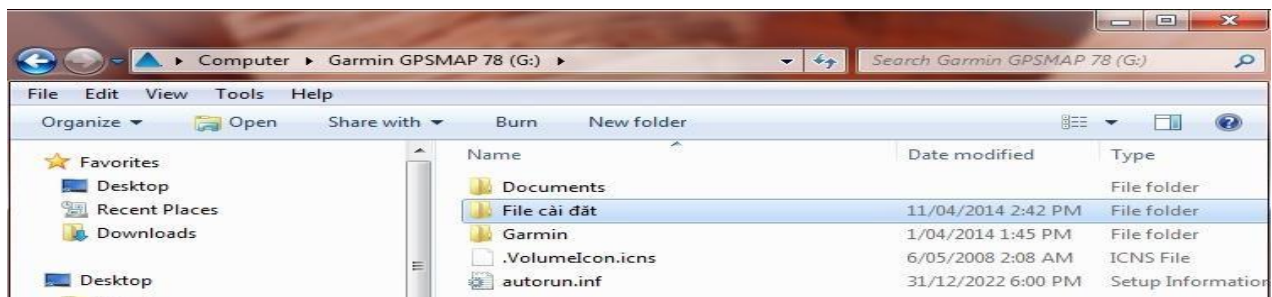 Computer ▸ Garmin GPSMAP 78 (G:) ▸ Search Garmin GPSMAP 78 (G:)
File Edit View Tools Help
Organize Open Share with Burn New folder
Favorites
Desktop
Recent Places
Downloads
Desktop
Name Date modified Type
Documents File folder
File cài đăt 11/04/2014 2:42 PM File folder
Garmin 1/04/2014 1:45 PM File folder
.VolumeIcon.icns 6/05/2008 2:08 AM ICNS File
autorun.inf 31/12/2022 6:00 PM Setup Information